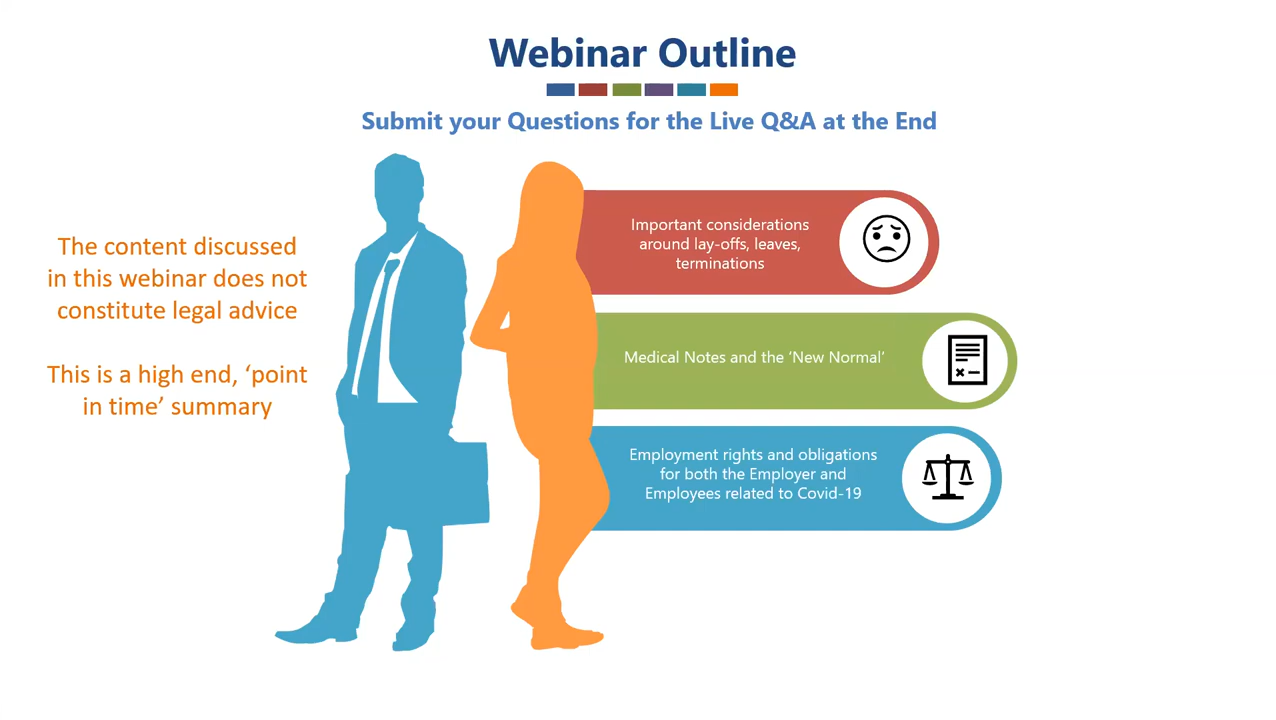 Webinar Outline
Submit your Questions for the Live Q&A at the End
The content discussed
in this webinar does not
constitute legal advice
This is a high end, ‘point
in time’ summary
Important considerations
around lay-offs, leaves,
terminations
Medical Notes and the ‘New Normal’
Employment rights and obligations
for both the Employer and
Employees related to Covid-19